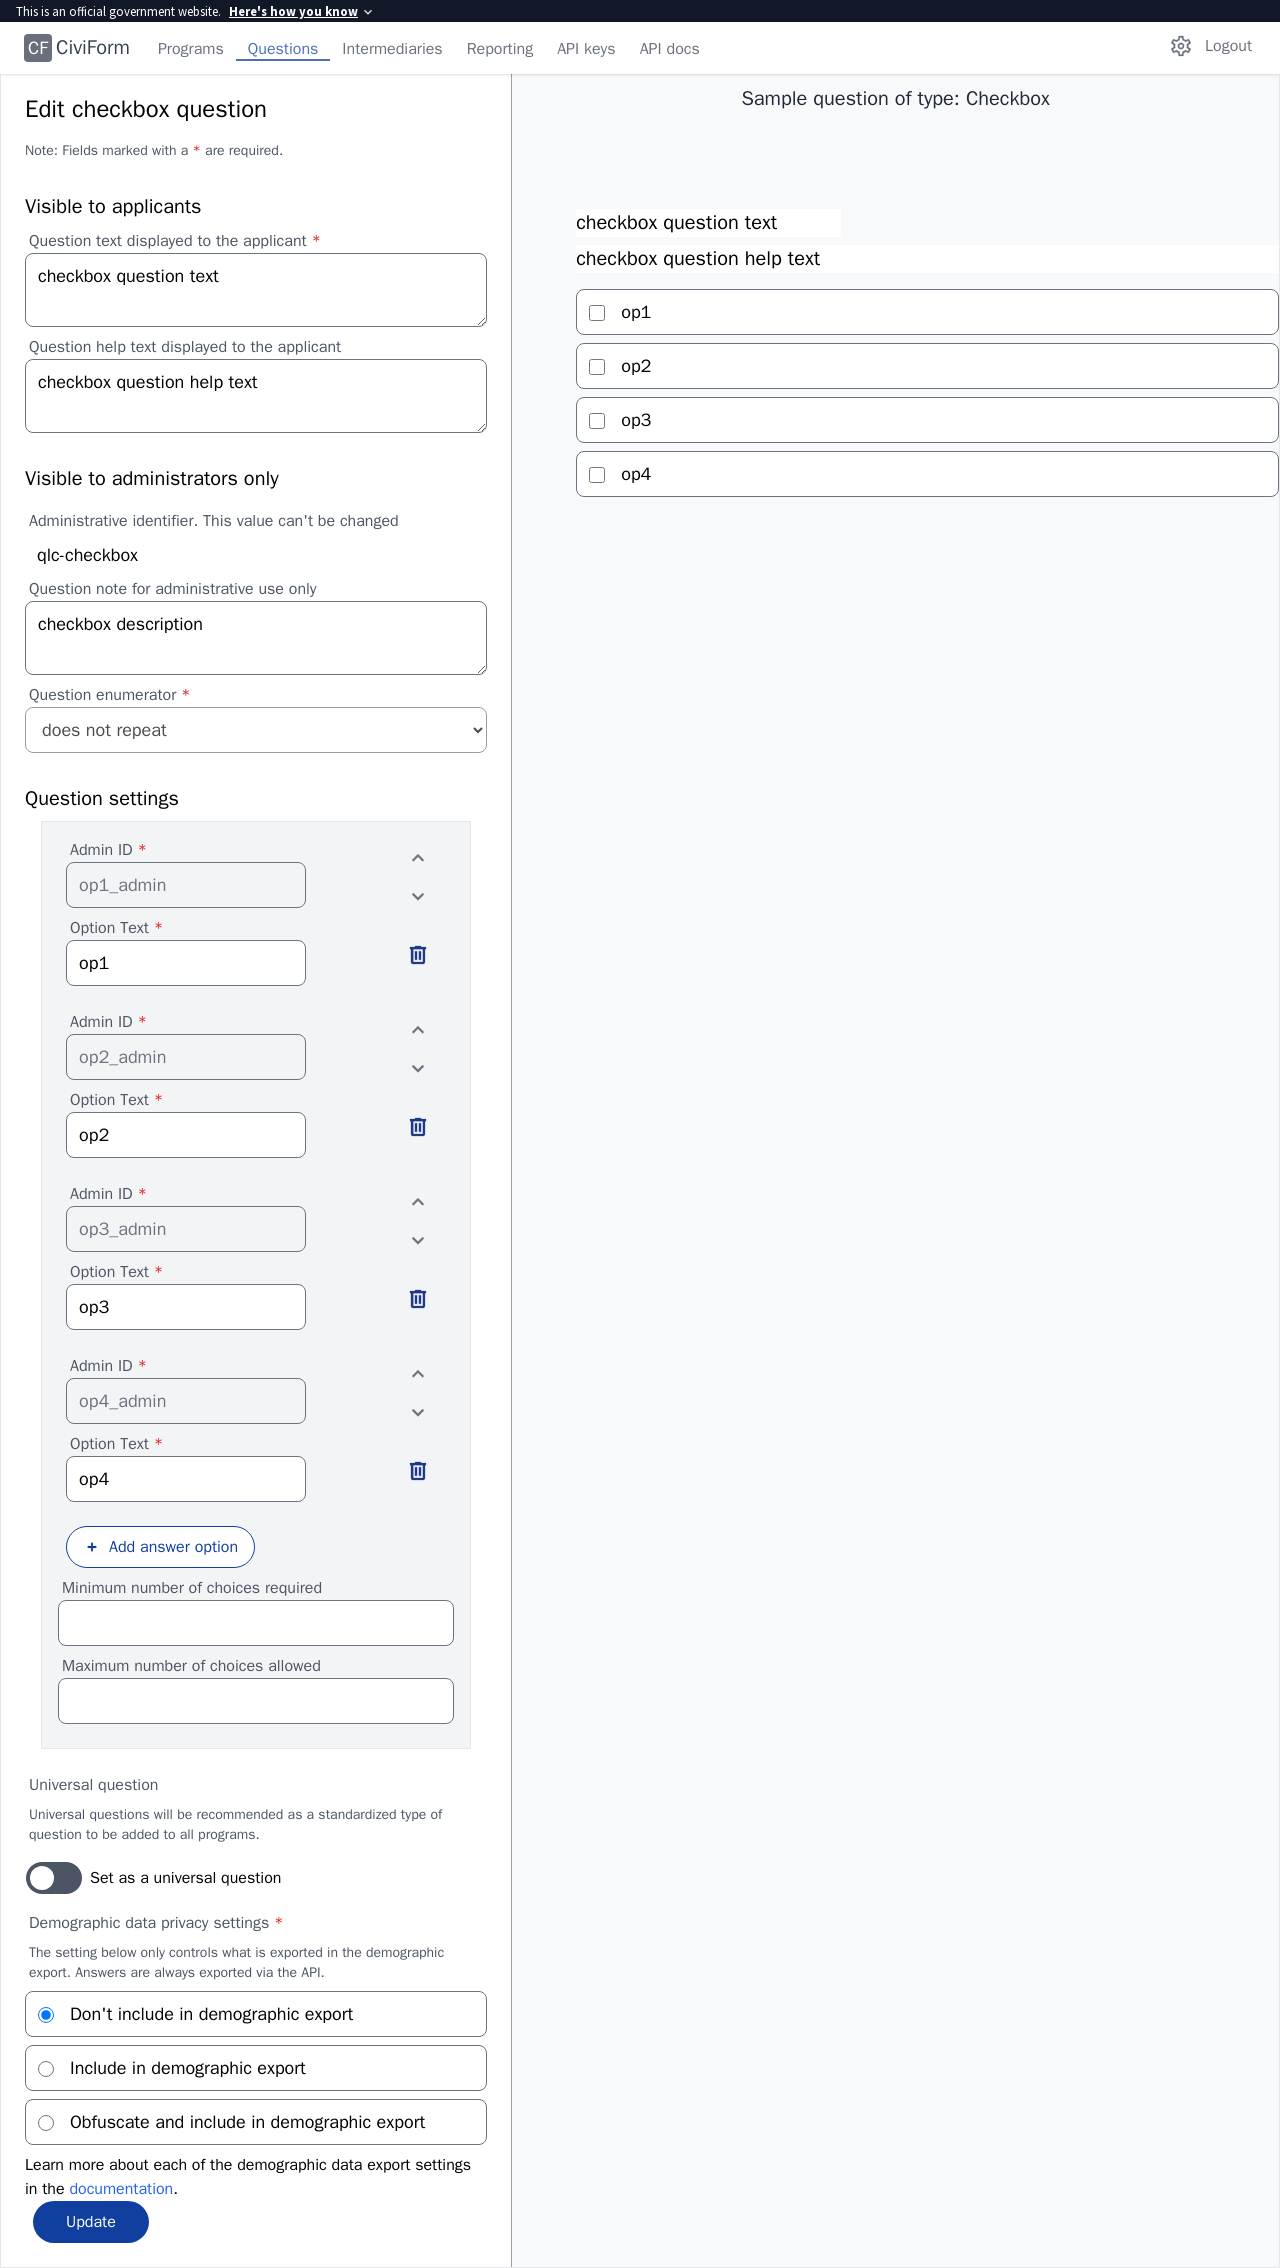 This is an official government website. Here's how you know
CF CiviForm Programs Questions Intermediaries Reporting API keys API docs Logout
Edit checkbox question
Note: Fields marked with a * are required.
Visible to applicants
Question text displayed to the applicant *
checkbox question text
Question help text displayed to the applicant
checkbox question help text
Visible to administrators only
Administrative identifier. This value can't be changed
qlc-checkbox
Question note for administrative use only
checkbox description
Question enumerator *
does not repeat
Question settings
Admin ID *
op1_admin
Option Text *
op1
Admin ID *
op2_admin
Option Text *
op2
Admin ID *
op3_admin
Option Text *
op3
Admin ID *
op4_admin
Option Text *
op4
+ Add answer option
Minimum number of choices required
Maximum number of choices allowed
Universal question
Universal questions will be recommended as a standardized type of
question to be added to all programs.
Set as a universal question
Demographic data privacy settings *
The setting below only controls what is exported in the demographic
export. Answers are always exported via the API.
Don't include in demographic export
Include in demographic export
Obfuscate and include in demographic export
Learn more about each of the demographic data export settings
in the documentation.
Update
Sample question of type: Checkbox
checkbox question text
checkbox question help text
op1
op2
op3
op4